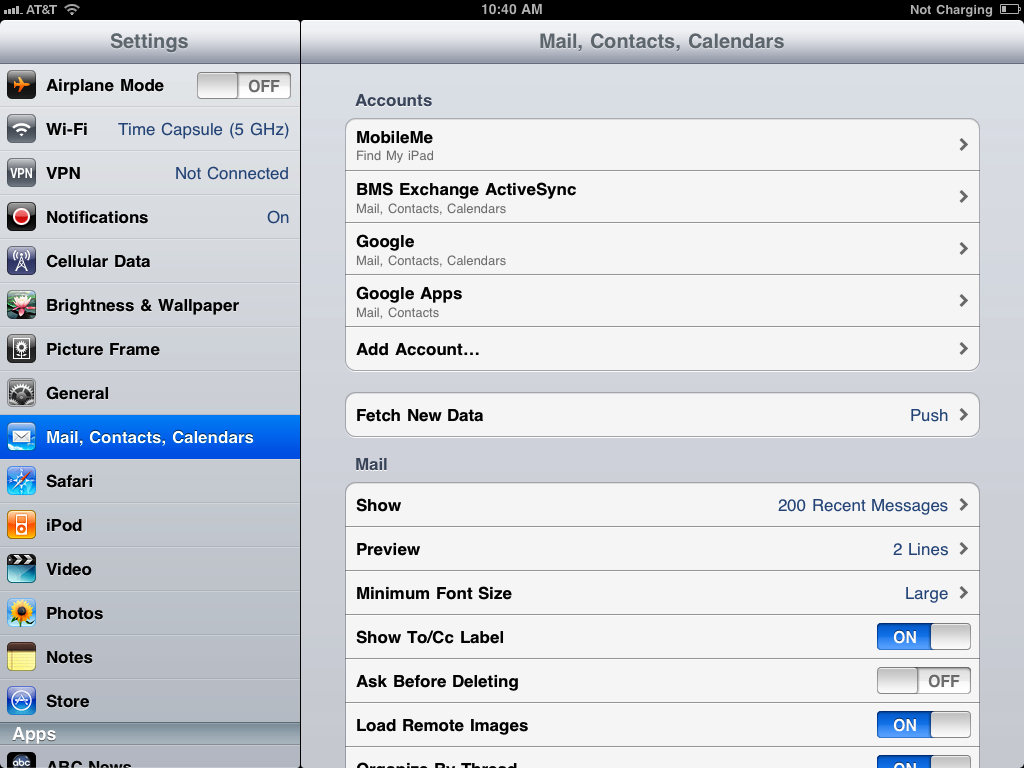 AT&T 10:40 AM Not Charging
Settings
Airplane Mode OFF
Wi-Fi Time Capsule (5 GHz)
VPN VPN Not Connected
Notifications On
Cellular Data
Brightness & Wallpaper
Picture Frame
General
Mail, Contacts, Calendars
Safari
iPod
Video
Photos
Notes
Store
Apps
abc ABC News
Mail, Contacts, Calendars
Accounts
MobileMe
Find My iPad
BMS Exchange ActiveSync
Mail, Contacts, Calendars
Google
Mail, Contacts, Calendars
Google Apps
Mail, Contacts
Add Account...
Fetch New Data Push
Mail
Show 200 Recent Messages
Preview 2 Lines
Minimum Font Size Large
Show To/Cc Label ON
Ask Before Deleting OFF
Load Remote Images ON
Organize By Thread ON